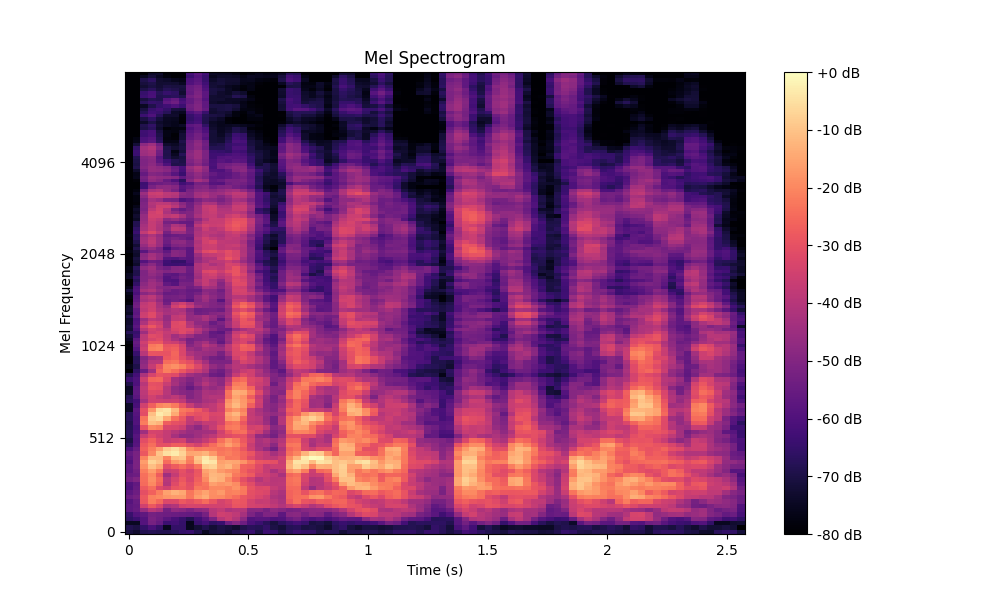 Mel Spectrogram
+0 dB
-10 dB
-20 dB
-30 dB
-40 dB
-50 dB
-60 dB
-70 dB
-80 dB
Mel Frequency
4096
2048
1024
512
0
0
0.5
1
1.5
2
2.5
Time (s)